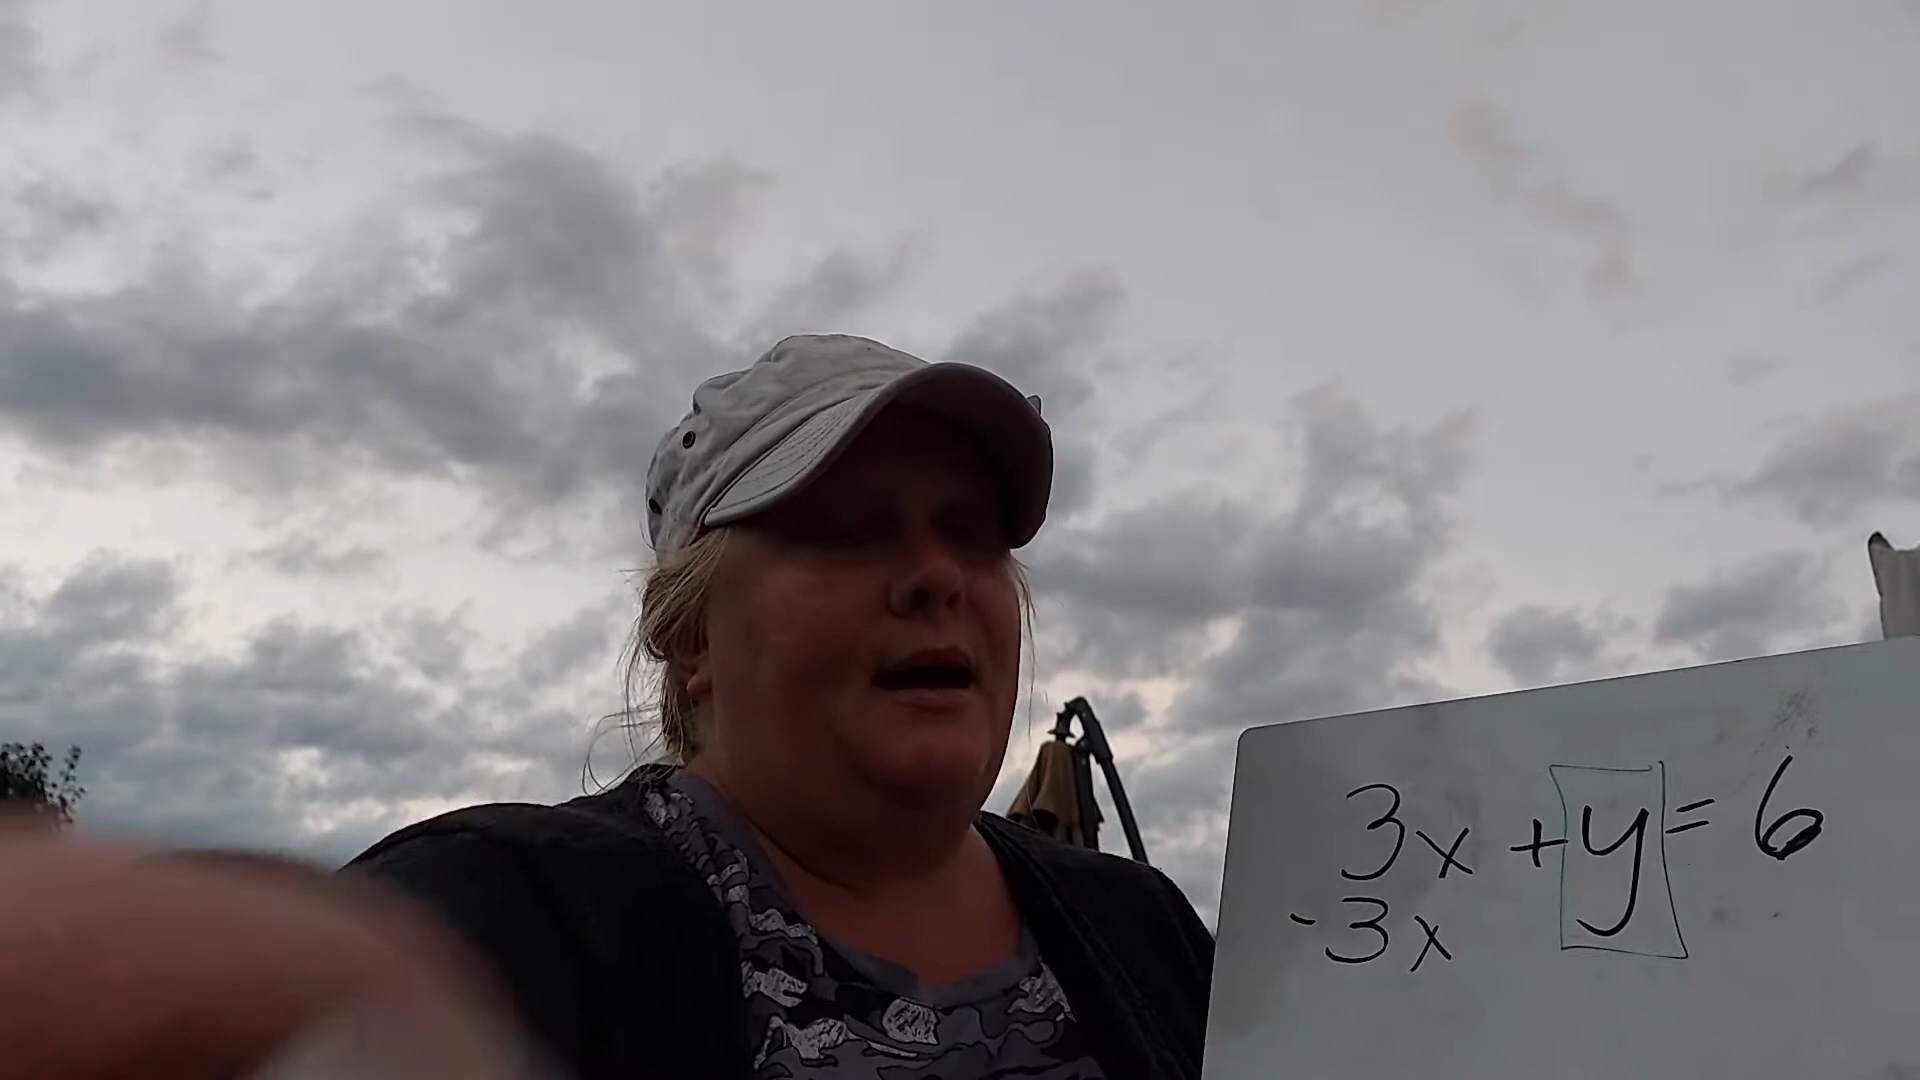 3x + y = 6
-3x